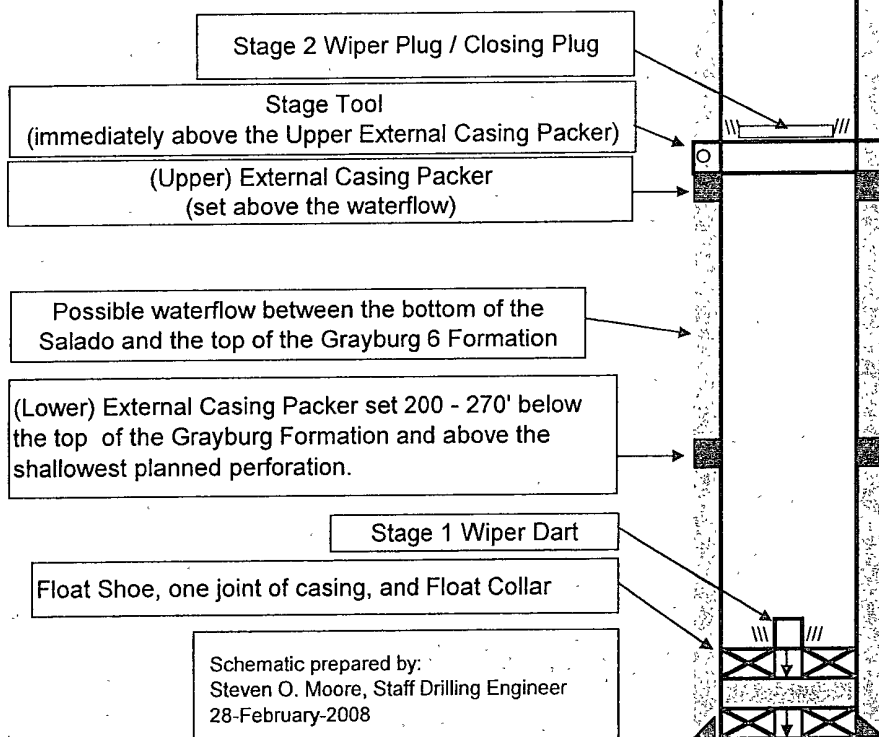 Stage 2 Wiper Plug / Closing Plug
Stage Tool
(immediately above the Upper External Casing Packer)
(Upper) External Casing Packer
(set above the waterflow)
Possible waterflow between the bottom of the
Salado and the top of the Grayburg 6 Formation
(Lower) External Casing Packer set 200 - 270' below
the top of the Grayburg Formation and above the
shallowest planned perforation.
Stage 1 Wiper Dart
Float Shoe, one joint of casing, and Float Collar
Schematic prepared by:
Steven O. Moore, Staff Drilling Engineer
28-February-2008